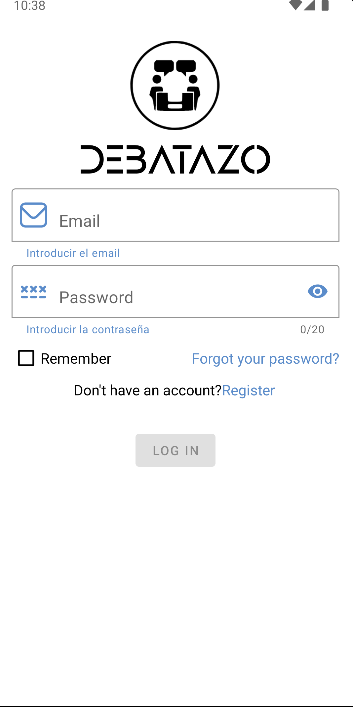 10:38
DEBATAZO
Email
Introducir el email
xxx
Password
Introducir la contraseña
0/20
Remember
Forgot your password?
Don't have an account?Register
LOG IN